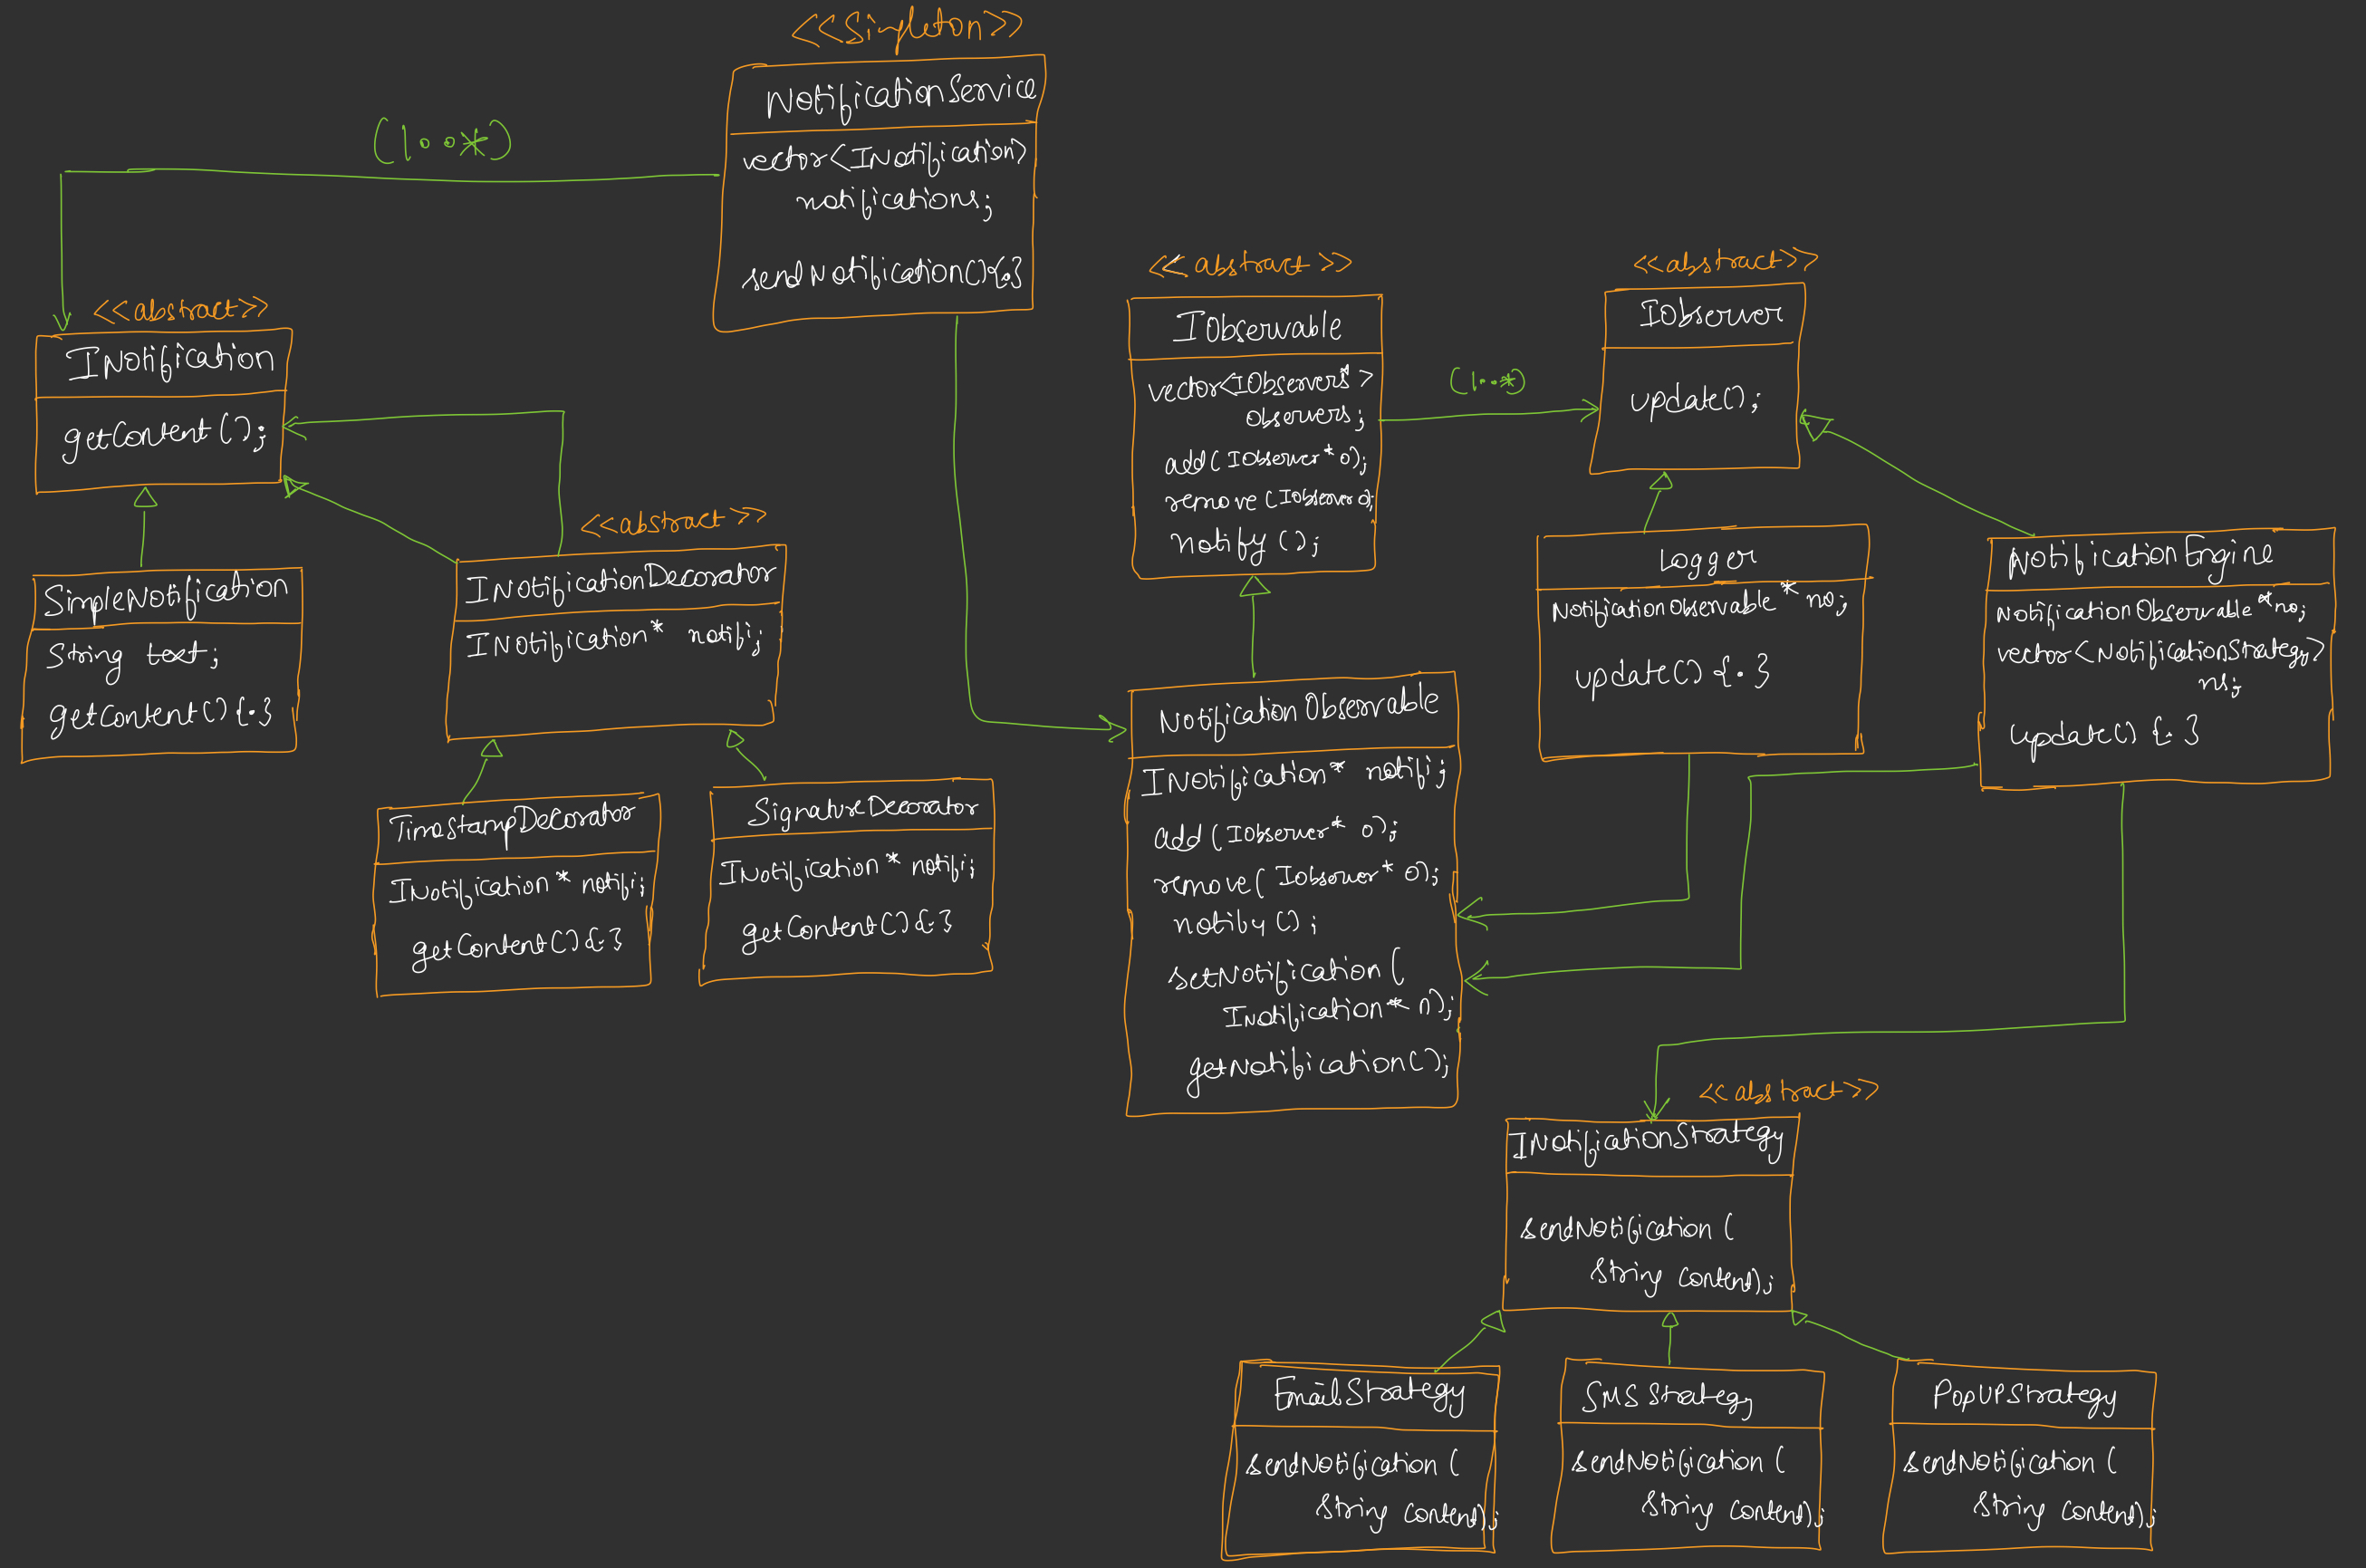 <<Singleton>>
NotificationService
vector<INotification>
notifications;
sendNotification(){.}
(1..*)
<<abstract>>
INotification
getContent();
SimpleNotification
String text;
getContent(){.}
<<abstract>>
INotificationDecorator
INotification* notifi;
TimeStampDecorator
INotification* notifi;
getContent(){.}
SignatureDecorator
INotification* notifi;
getContent(){.}
<<abstract>>
IObservable
vector<IObservers*>
observers;
add(IObserver* o);
remove(IObserver o);
notify();
(1..*)
<<abstract>>
IObserver
update();
Logger
NotificationObservable* no;
update(){.}
NotificationEngine
NotificationObservable* no;
vector<NotificationStrategy>
ns;
update(){.}
NotificationObservable
INotification* notifi;
add(IObserver* o);
remove(IObserver* o);
notify();
setNotification(
INotification* n);
getNotification();
<<abstract>>
INotificationStrategy
sendNotification(
String content);
EmailStrategy
sendNotification(
String content);
SMSStrategy
sendNotification(
String content);
PopUPStrategy
sendNotification(
String content);